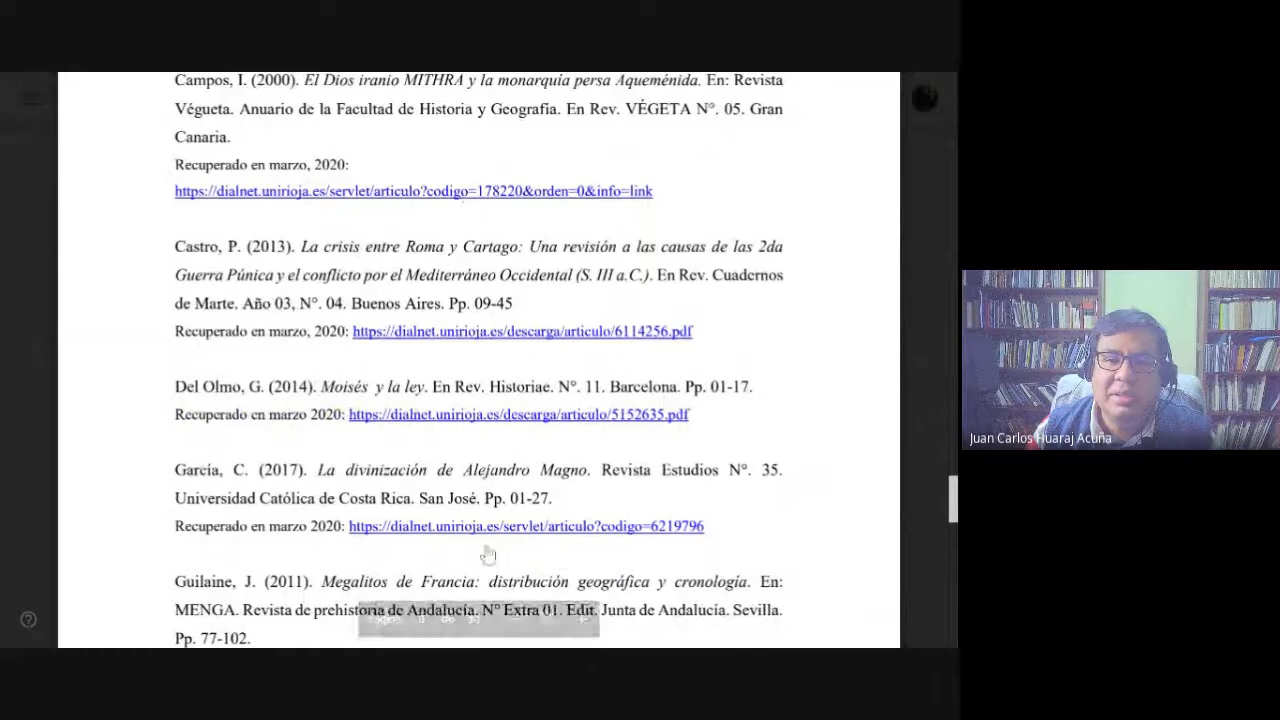 Campos, I. (2000). El Dios iranio MITHRA y la monarquía persa Aqueménida. En: Revista
Végueta. Anuario de la Facultad de Historia y Geografía. En Rev. VÉGETA N°. 05. Gran
Canaria.
Recuperado en marzo, 2020:
https://dialnet.unirioja.es/servlet/articulo?codigo=178220&orden=0&info=link
Castro, P. (2013). La crisis entre Roma y Cartago: Una revisión a las causas de las 2da
Guerra Púnica y el conflicto por el Mediterráneo Occidental (S. III a.C.). En Rev. Cuadernos
de Marte. Año 03, N°. 04. Buenos Aires. Pp. 09-45
Recuperado en marzo, 2020: https://dialnet.unirioja.es/descarga/articulo/6114256.pdf
Del Olmo, G. (2014). Moisés y la ley. En Rev. Historiae. N°. 11. Barcelona. Pp. 01-17.
Recuperado en marzo 2020: https://dialnet.unirioja.es/descarga/articulo/5152635.pdf
García, C. (2017). La divinización de Alejandro Magno. Revista Estudios N°. 35.
Universidad Católica de Costa Rica. San José. Pp. 01-27.
Recuperado en marzo 2020: https://dialnet.unirioja.es/servlet/articulo?codigo=6219796
Guilaine, J. (2011). Megalitos de Francia: distribución geográfica y cronología. En:
MENGA. Revista de prehistoria de Andalucía. N° Extra 01. Edit. Junta de Andalucía. Sevilla.
Pp. 77-102.
Juan Carlos Huaraj Acuña